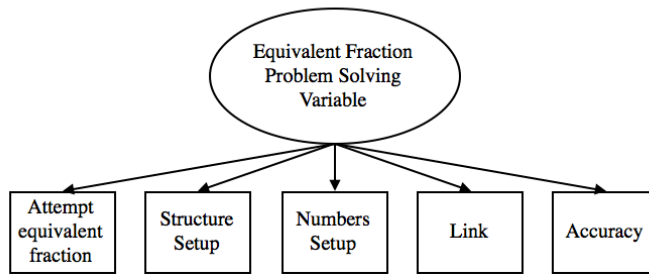 Equivalent Fraction
Problem Solving
Variable
Attempt
equivalent
fraction
Structure
Setup
Numbers
Setup
Link
Accuracy